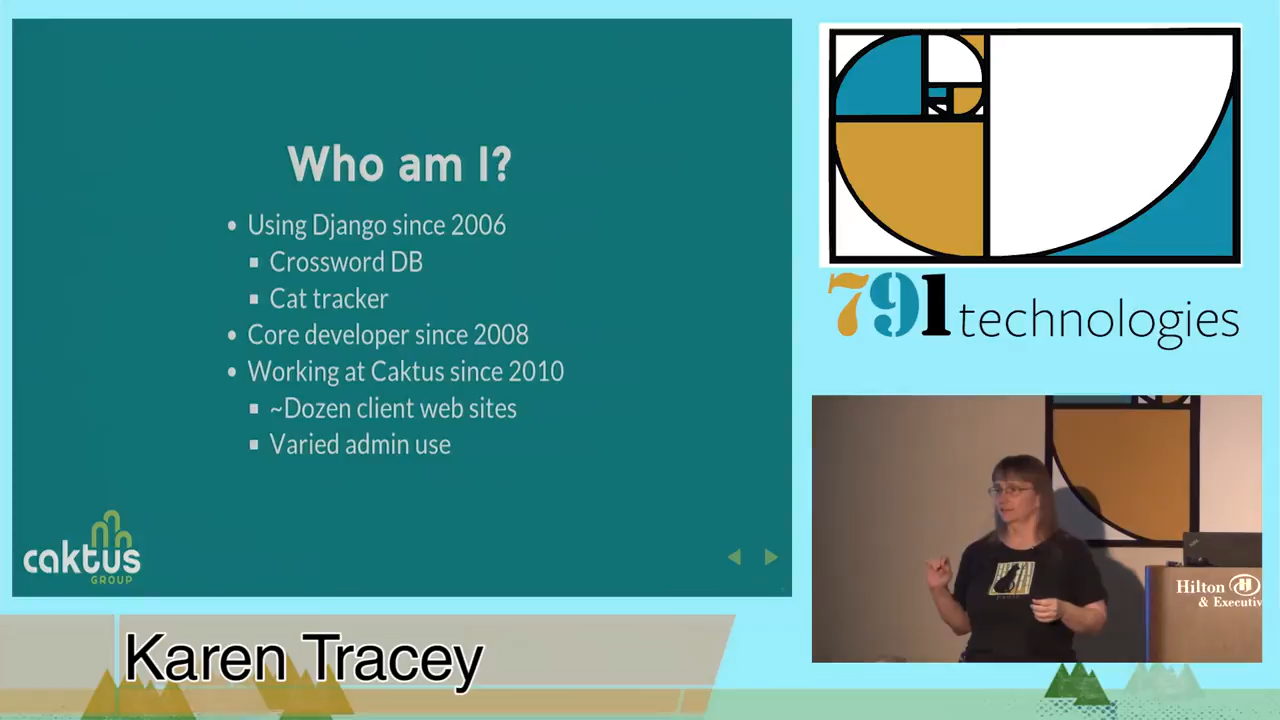 Who am I?
• Using Django since 2006
▪ Crossword DB
▪ Cat tracker
• Core developer since 2008
• Working at Caktus since 2010
▪ ~Dozen client web sites
▪ Varied admin use
caktus
GROUP
791 technologies
Hilton
& Executiv
Karen Tracey